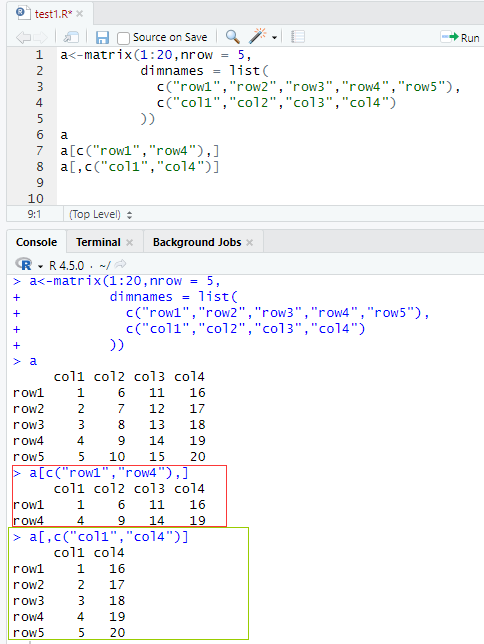 test1.R* ×
Source on Save Run
1 a<-matrix(1:20,nrow = 5,
2 dimnames = list(
3 c("row1","row2","row3","row4","row5"),
4 c("col1","col2","col3","col4")
5 ))
6 a
7 a[c("row1","row4"),]
8 a[,c("col1","col4")]
9
10
9:1 (Top Level)
Console Terminal × Background Jobs ×
R R 4.5.0 · ~/
> a<-matrix(1:20,nrow = 5,
+ dimnames = list(
+ c("row1","row2","row3","row4","row5"),
+ c("col1","col2","col3","col4")
+ ))
> a
col1 col2 col3 col4
row1 1 6 11 16
row2 2 7 12 17
row3 3 8 13 18
row4 4 9 14 19
row5 5 10 15 20
> a[c("row1","row4"),]
col1 col2 col3 col4
row1 1 6 11 16
row4 4 9 14 19
> a[,c("col1","col4")]
col1 col4
row1 1 16
row2 2 17
row3 3 18
row4 4 19
row5 5 20